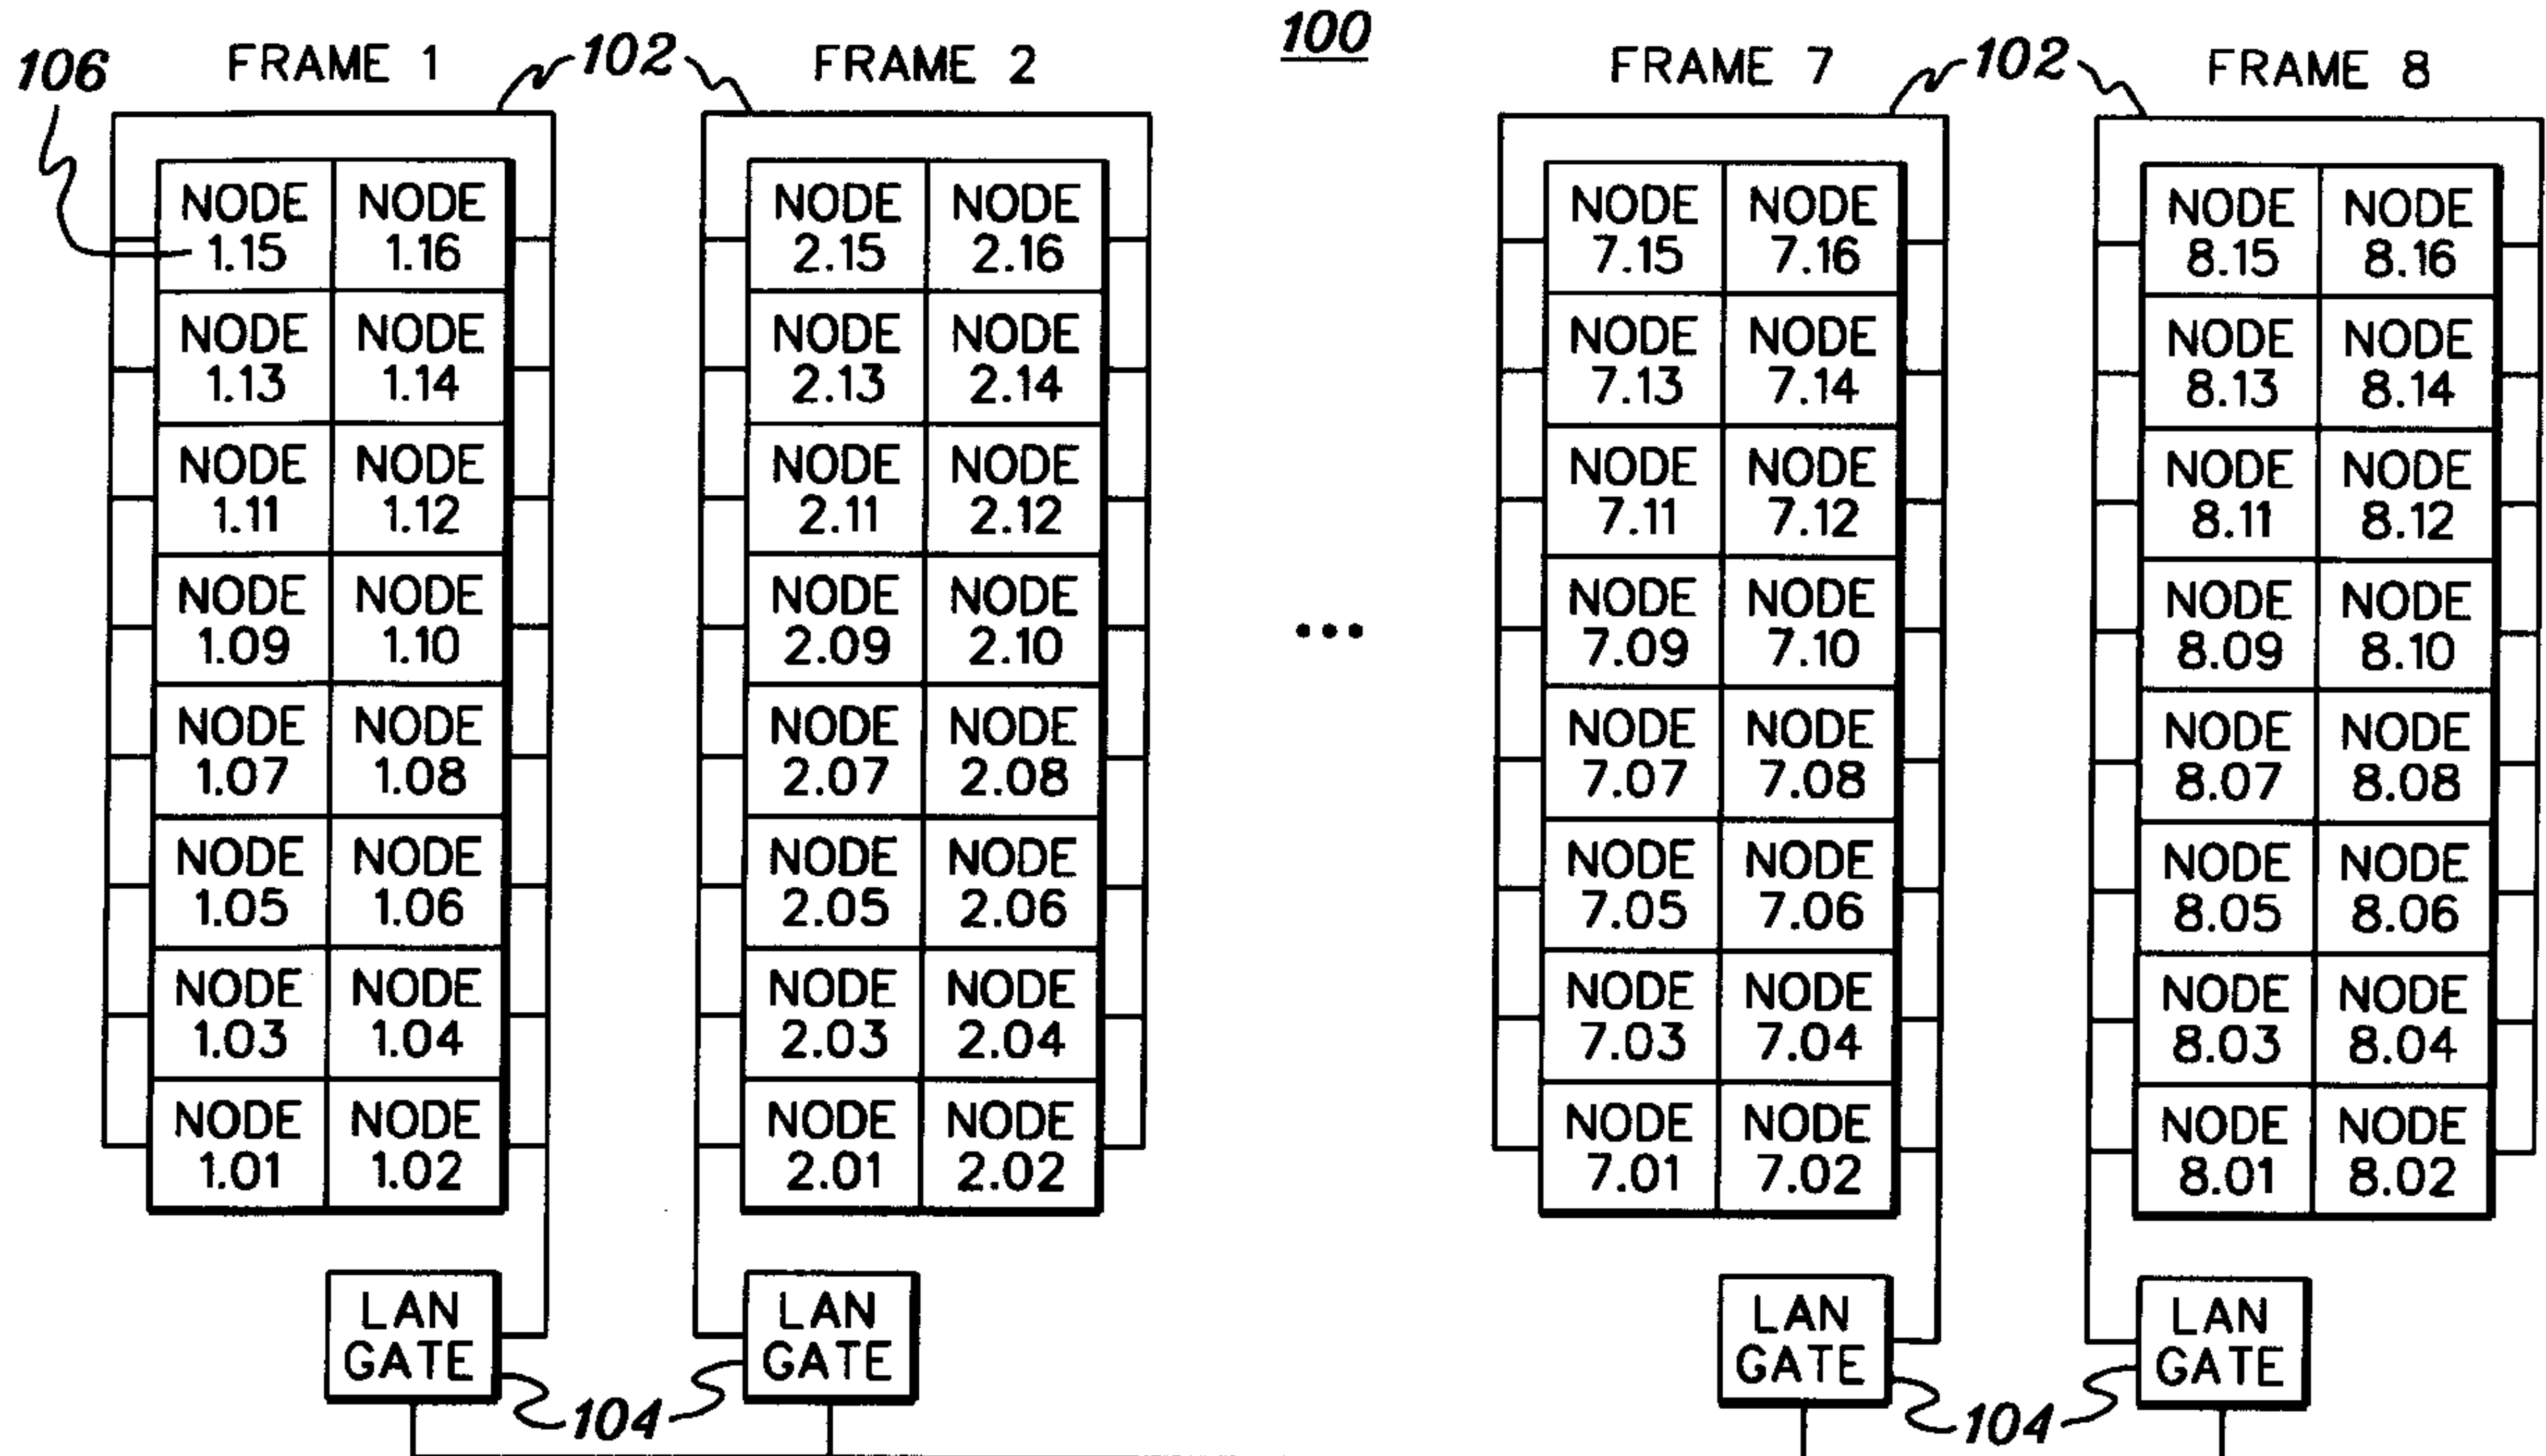 100
106 FRAME 1 102 FRAME 2 FRAME 7 102 FRAME 8
NODE NODE NODE NODE NODE NODE NODE NODE
1.15 1.16 2.15 2.16 7.15 7.16 8.15 8.16
NODE NODE NODE NODE NODE NODE NODE NODE
1.13 1.14 2.13 2.14 7.13 7.14 8.13 8.14
NODE NODE NODE NODE NODE NODE NODE NODE
1.11 1.12 2.11 2.12 7.11 7.12 8.11 8.12
NODE NODE NODE NODE NODE NODE NODE NODE
1.09 1.10 2.09 2.10 7.09 7.10 8.09 8.10
...
NODE NODE NODE NODE NODE NODE NODE NODE
1.07 1.08 2.07 2.08 7.07 7.08 8.07 8.08
NODE NODE NODE NODE NODE NODE NODE NODE
1.05 1.06 2.05 2.06 7.05 7.06 8.05 8.06
NODE NODE NODE NODE NODE NODE NODE NODE
1.03 1.04 2.03 2.04 7.03 7.04 8.03 8.04
NODE NODE NODE NODE NODE NODE NODE NODE
1.01 1.02 2.01 2.02 7.01 7.02 8.01 8.02
LAN LAN LAN LAN
GATE GATE GATE GATE
104 104